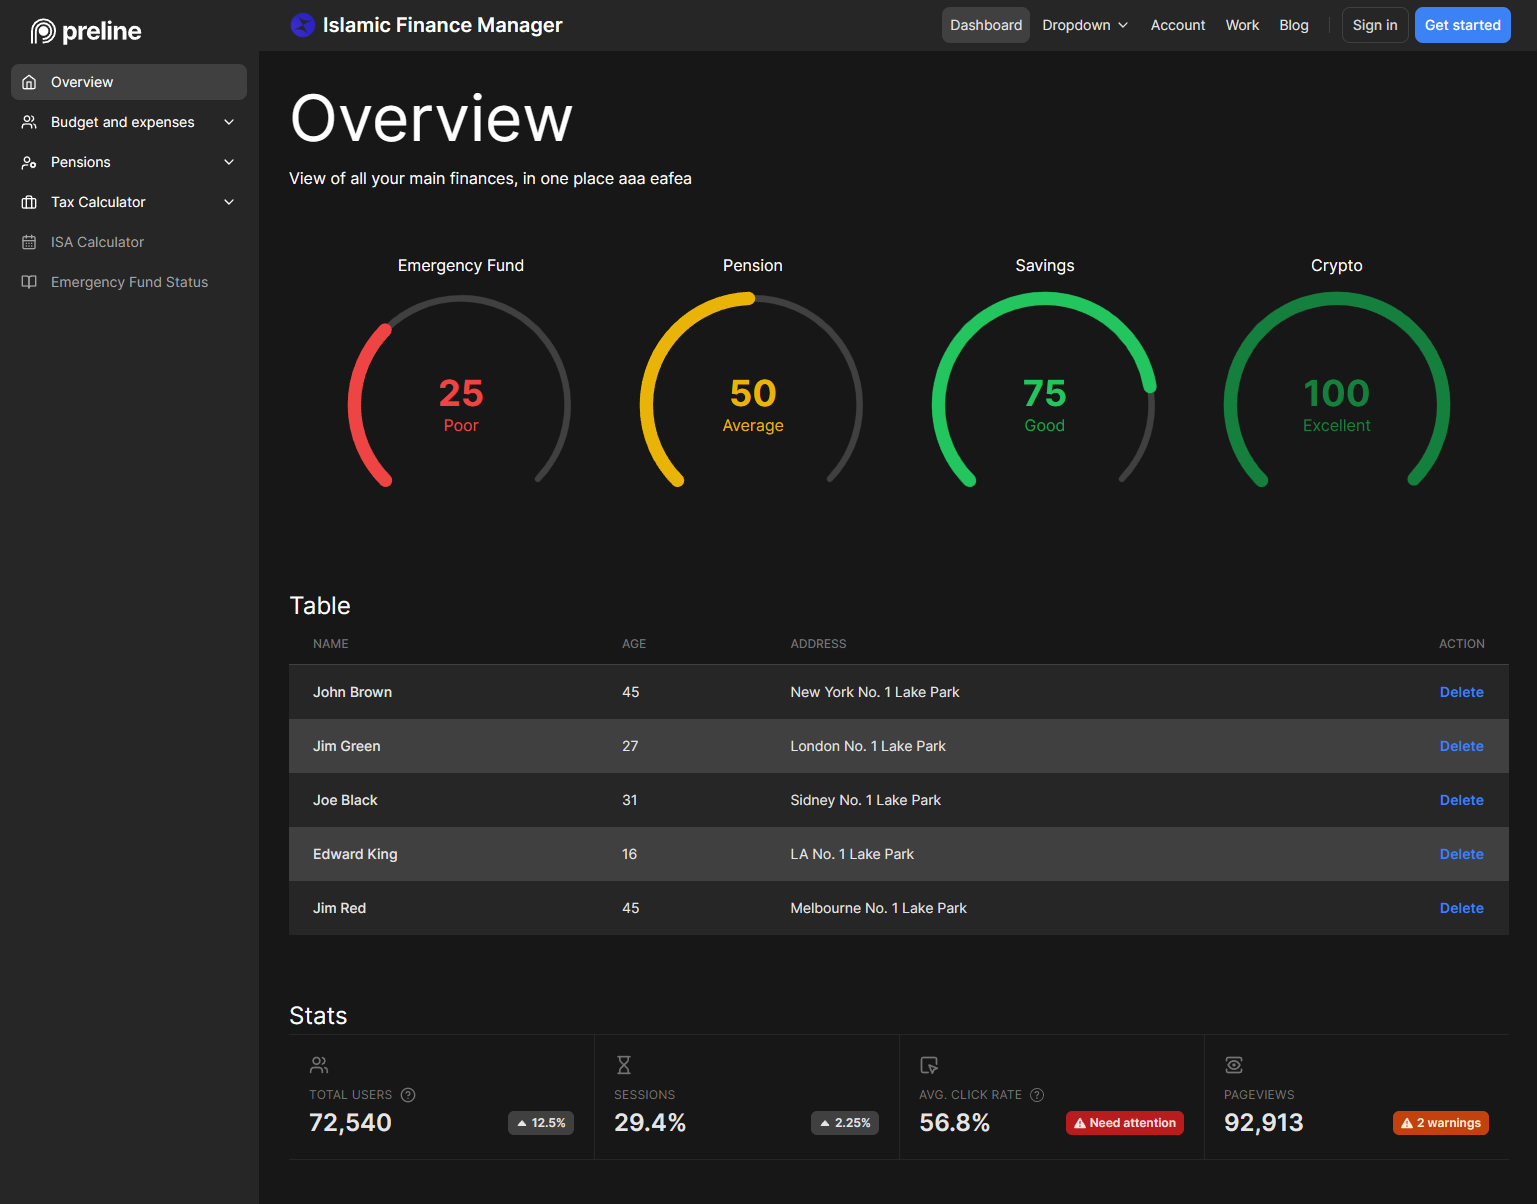 preline
Overview
Budget and expenses
Pensions
Tax Calculator
ISA Calculator
Emergency Fund Status
Islamic Finance Manager
Dashboard Dropdown Account Work Blog Sign in Get started
Overview
View of all your main finances, in one place aaa eafea
Emergency Fund Pension Savings Crypto
25 50 75 100
Poor Average Good Excellent
Table
NAME AGE ADDRESS ACTION
John Brown 45 New York No. 1 Lake Park Delete
Jim Green 27 London No. 1 Lake Park Delete
Joe Black 31 Sidney No. 1 Lake Park Delete
Edward King 16 LA No. 1 Lake Park Delete
Jim Red 45 Melbourne No. 1 Lake Park Delete
Stats
TOTAL USERS SESSIONS AVG. CLICK RATE PAGEVIEWS
72,540 12.5% 29.4% 2.25% 56.8% Need attention 92,913 2 warnings